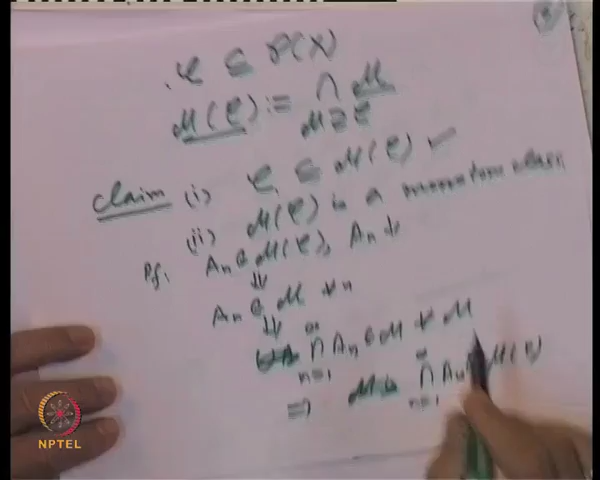 𝒞 ⊆ P(X)
M(𝒞) := ∩ M
M ⊇ 𝒞
Claim (i) 𝒞 ⊆ M(𝒞) ✓
(ii) M(𝒞) is a monotone class
Pf. An ∈ M(𝒞), An ↓
⇓
An ∈ M ∀ n
⇓
∞
∩ An ∈ M ∀ M
n=1
⇒ ∞
∩ An M(𝒞)
n=1
NPTEL